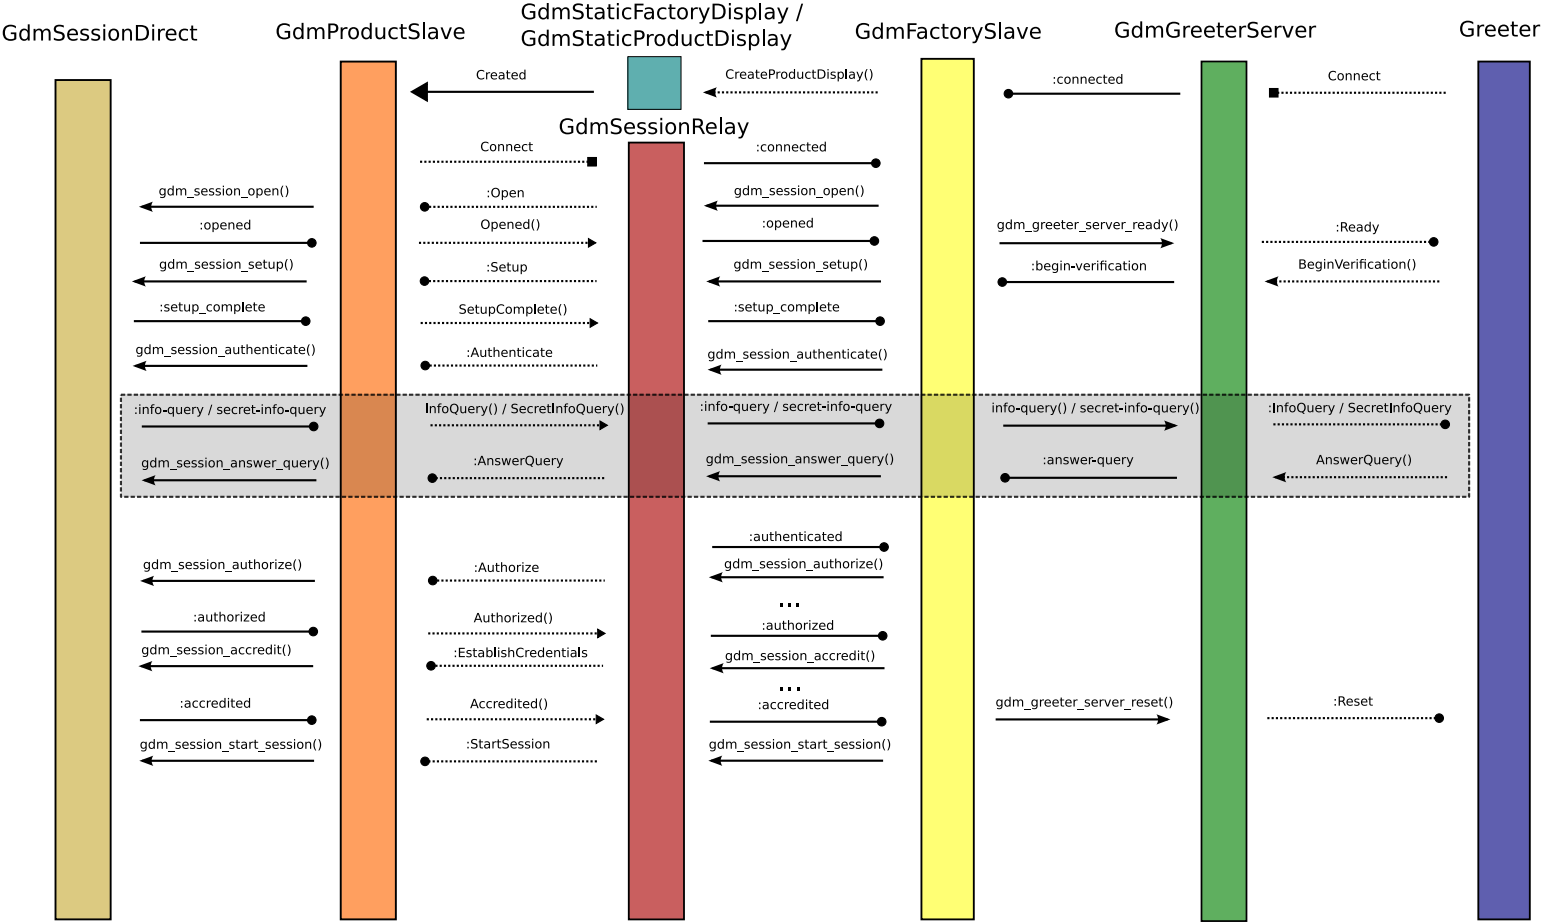 GdmSessionDirect
GdmProductSlave
GdmStaticFactoryDisplay /
GdmStaticProductDisplay
GdmFactorySlave
GdmGreeterServer
Greeter
Created
CreateProductDisplay()
:connected
Connect
GdmSessionRelay
Connect
:connected
gdm_session_open()
:Open
gdm_session_open()
:opened
Opened()
:opened
gdm_greeter_server_ready()
:Ready
gdm_session_setup()
:Setup
gdm_session_setup()
:begin-verification
BeginVerification()
:setup_complete
SetupComplete()
:setup_complete
gdm_session_authenticate()
:Authenticate
gdm_session_authenticate()
:info-query / secret-info-query
InfoQuery() / SecretInfoQuery()
:info-query / secret-info-query
info-query() / secret-info-query()
:InfoQuery / SecretInfoQuery
gdm_session_answer_query()
:AnswerQuery
gdm_session_answer_query()
:answer-query
AnswerQuery()
:authenticated
gdm_session_authorize()
:Authorize
gdm_session_authorize()
...
:authorized
Authorized()
:authorized
gdm_session_accredit()
:EstablishCredentials
gdm_session_accredit()
...
:accredited
Accredited()
:accredited
gdm_greeter_server_reset()
:Reset
gdm_session_start_session()
:StartSession
gdm_session_start_session()